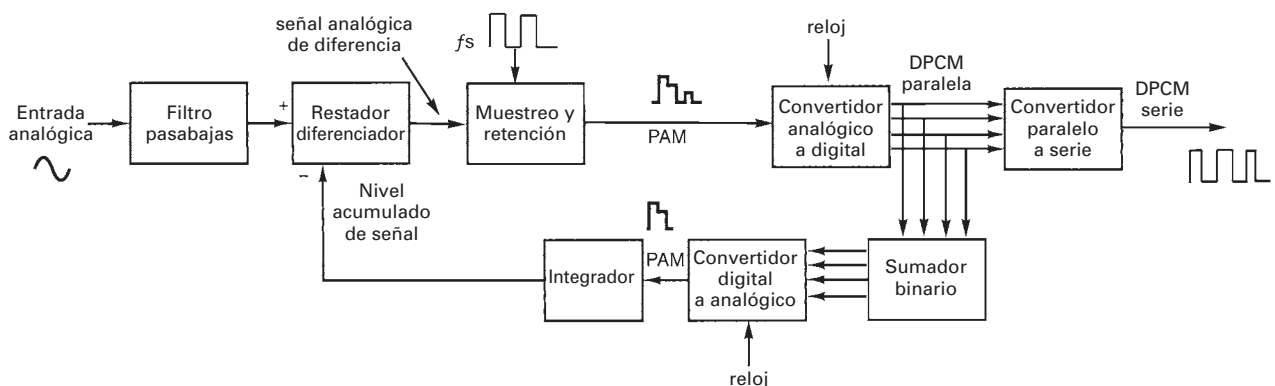 señal analógica
de diferencia
fs
reloj
DPCM
paralela
DPCM
serie
Entrada
analógica
Filtro
pasabajas
+
Restador
diferenciador
Muestreo y
retención
PAM
Convertidor
analógico
a digital
Convertidor
paralelo
a serie
–
Nivel
acumulado
de señal
Integrador
PAM
Convertidor
digital
a analógico
Sumador
binario
reloj